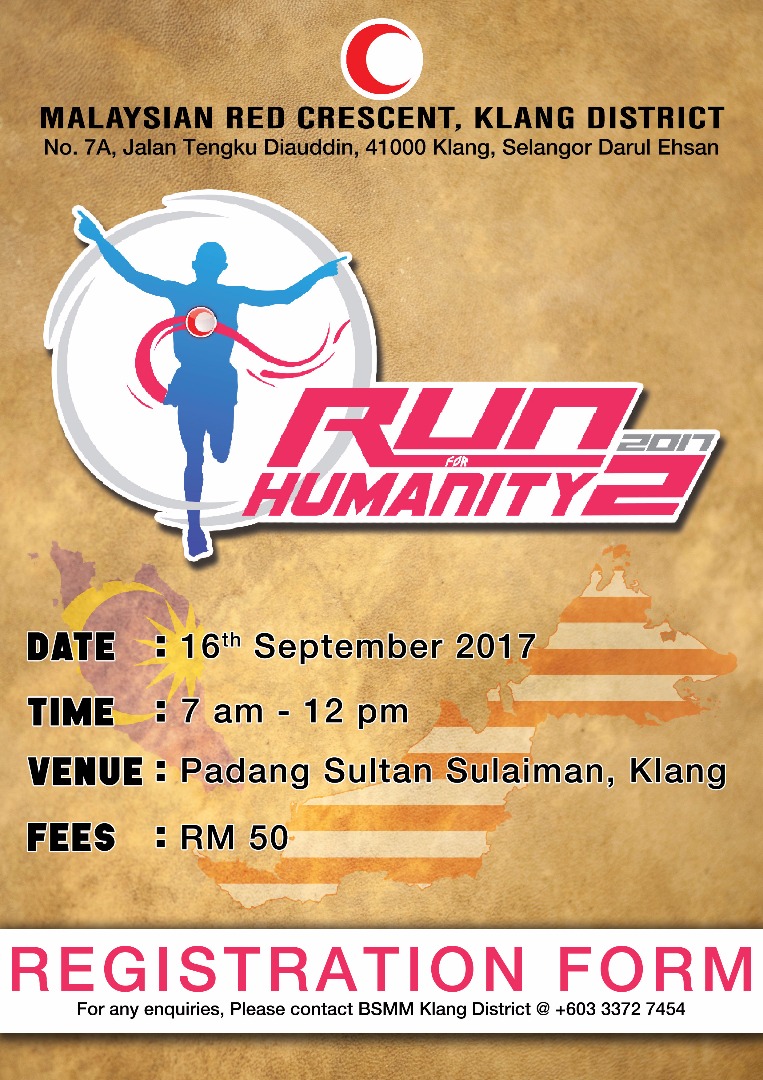 MALAYSIAN RED CRESCENT, KLANG DISTRICT
No. 7A, Jalan Tengku Diauddin, 41000 Klang, Selangor Darul Ehsan
RUN
2017
FOR
HUMANITY 2
DATE : 16th September 2017
TIME : 7 am - 12 pm
VENUE : Padang Sultan Sulaiman, Klang
FEES : RM 50
REGISTRATION FORM
For any enquiries, Please contact BSMM Klang District @ +603 3372 7454